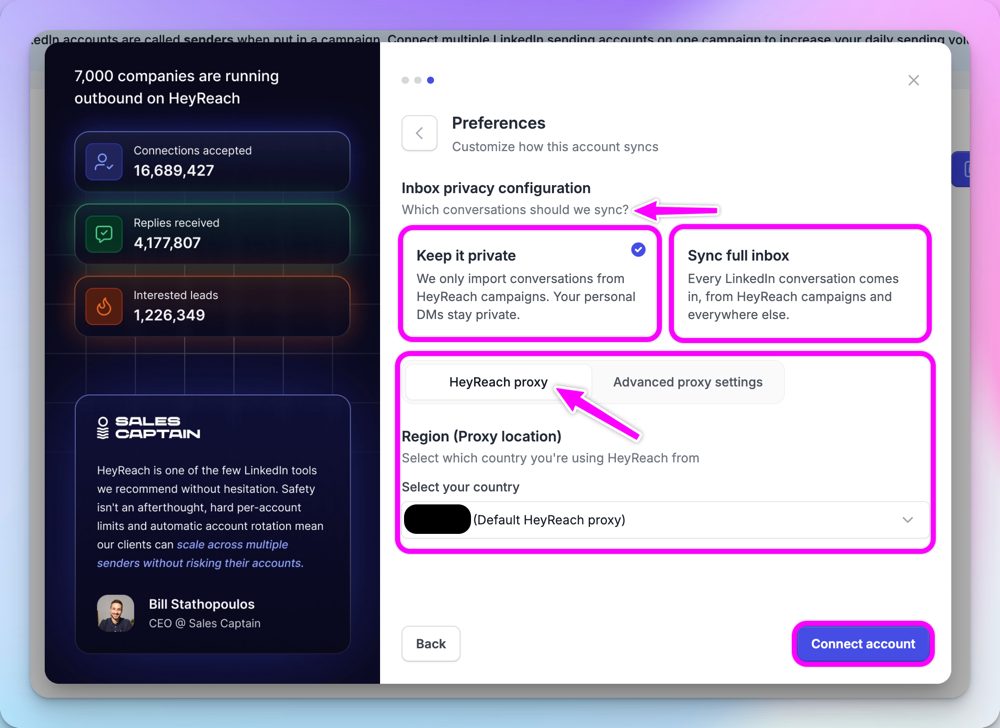 .edIn accounts are called senders when put in a campaign. Connect multiple LinkedIn sending accounts on one campaign to increase your daily sending vol
7,000 companies are running
outbound on HeyReach
Connections accepted
16,689,427
Replies received
4,177,807
Interested leads
1,226,349
SALES
CAPTAIN
HeyReach is one of the few LinkedIn tools
we recommend without hesitation. Safety
isn't an afterthought, hard per-account
limits and automatic account rotation mean
our clients can scale across multiple
senders without risking their accounts.
Bill Stathopoulos
CEO @ Sales Captain
Preferences
Customize how this account syncs
Inbox privacy configuration
Which conversations should we sync?
Keep it private
We only import conversations from
HeyReach campaigns. Your personal
DMs stay private.
Sync full inbox
Every LinkedIn conversation comes
in, from HeyReach campaigns and
everywhere else.
HeyReach proxy
Advanced proxy settings
Region (Proxy location)
Select which country you're using HeyReach from
Select your country
(Default HeyReach proxy)
Back
Connect account